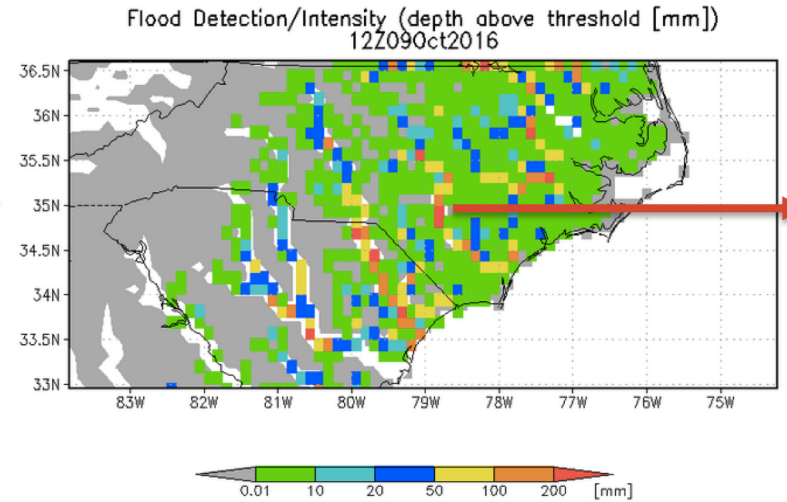 Flood Detection/Intensity (depth above threshold [mm])
12Z09Oct2016
36.5N
36N
35.5N
35N
34.5N
34N
33.5N
33N
83W 82W 81W 80W 79W 78W 77W 76W 75W
0.01 10 20 50 100 200 [mm]